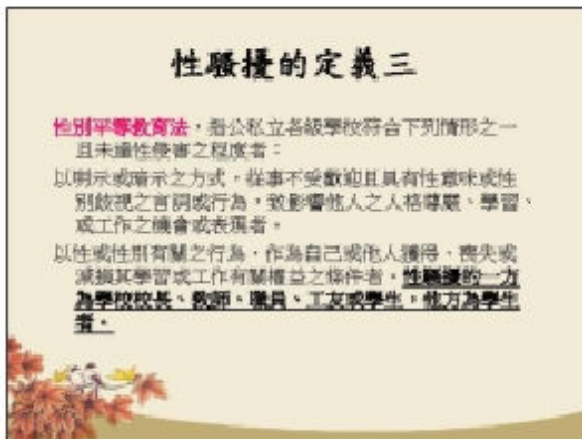 性騷擾的定義三
性別平等教育法，指公私立各級學校符合下列情形之一
且未達性侵害之程度者：
以明示或暗示之方式，從事不受歡迎且具有性意味或性
別歧視之言詞或行為，致影響他人之人格尊嚴、學習、
或工作之機會或表現者。
以性或性別有關之行為，作為自己或他人獲得、喪失或
減損其學習或工作有關權益之條件者。性騷擾的一方
為學校校長、教師、職員、工友或學生，他方為學生
者。